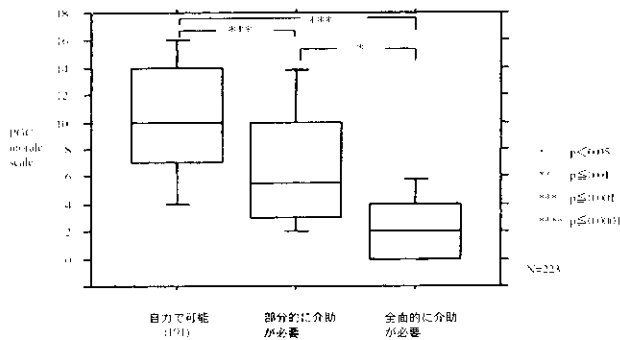 18
16
14
12
10
8
6
4
2
0
PGC
morale
scale
***
***
*
* p<0.05
** p≦0.01
*** p≦0.001
**** p≦0.0001
N=223
自力で可能
(191)
部分的に介助
が必要
全面的に介助
が必要